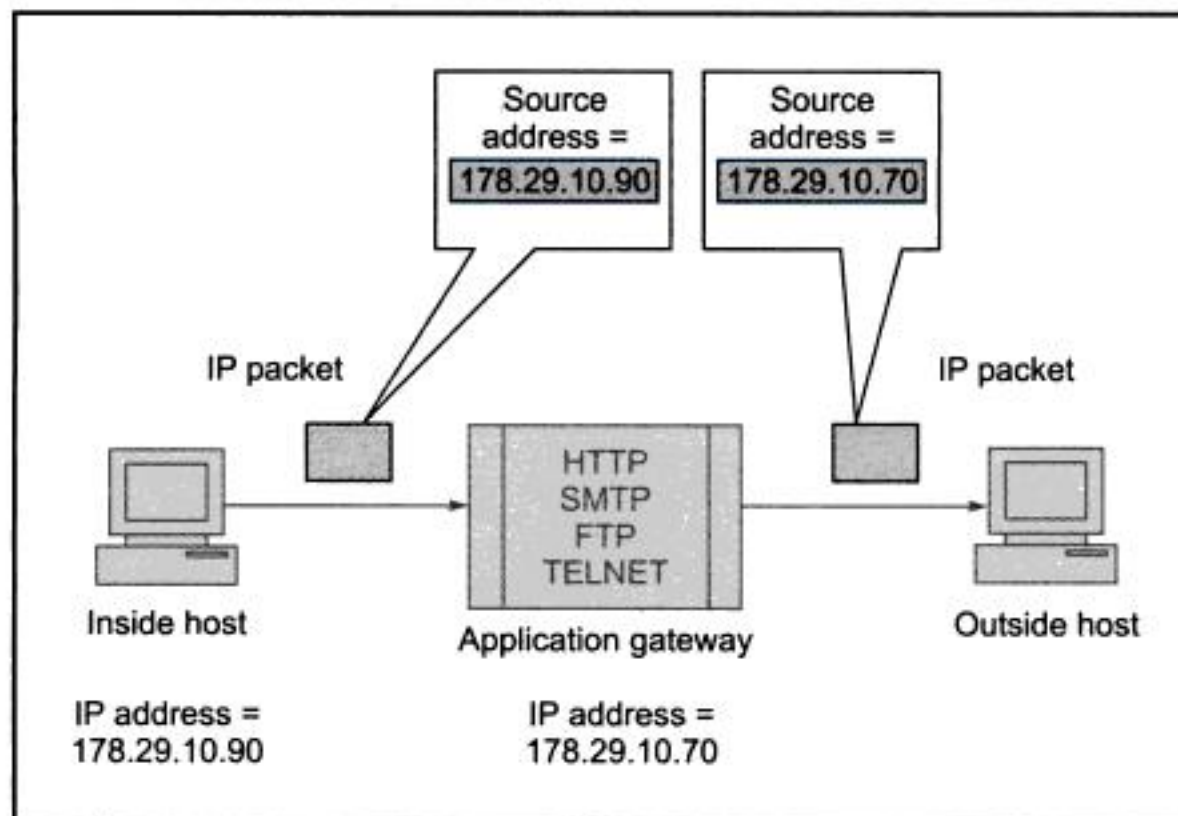 Source
address =
178.29.10.90
Source
address =
178.29.10.70
IP packet
IP packet
HTTP
SMTP
FTP
TELNET
Inside host
Application gateway
Outside host
IP address =
178.29.10.90
IP address =
178.29.10.70